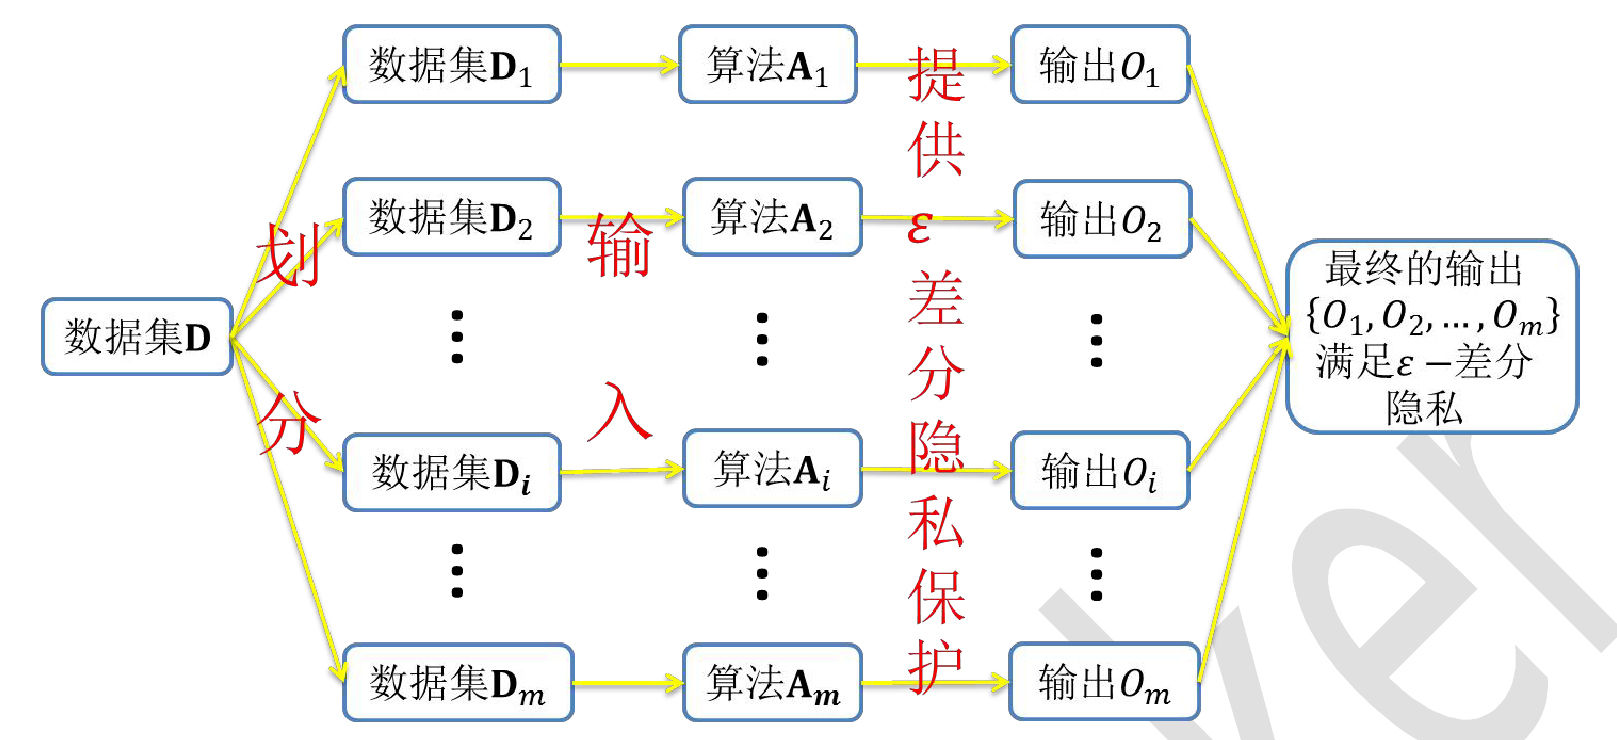 数据集D₁
算法A₁
输出O₁
数据集D₂
算法A₂
输出O₂
数据集D
划分
输入
提供ε差分隐私保护
⋮
⋮
⋮
数据集Dᵢ
算法Aᵢ
输出Oᵢ
⋮
⋮
⋮
数据集Dₘ
算法Aₘ
输出Oₘ
最终的输出
{O₁,O₂,…,Oₘ}
满足ε−差分
隐私
ker